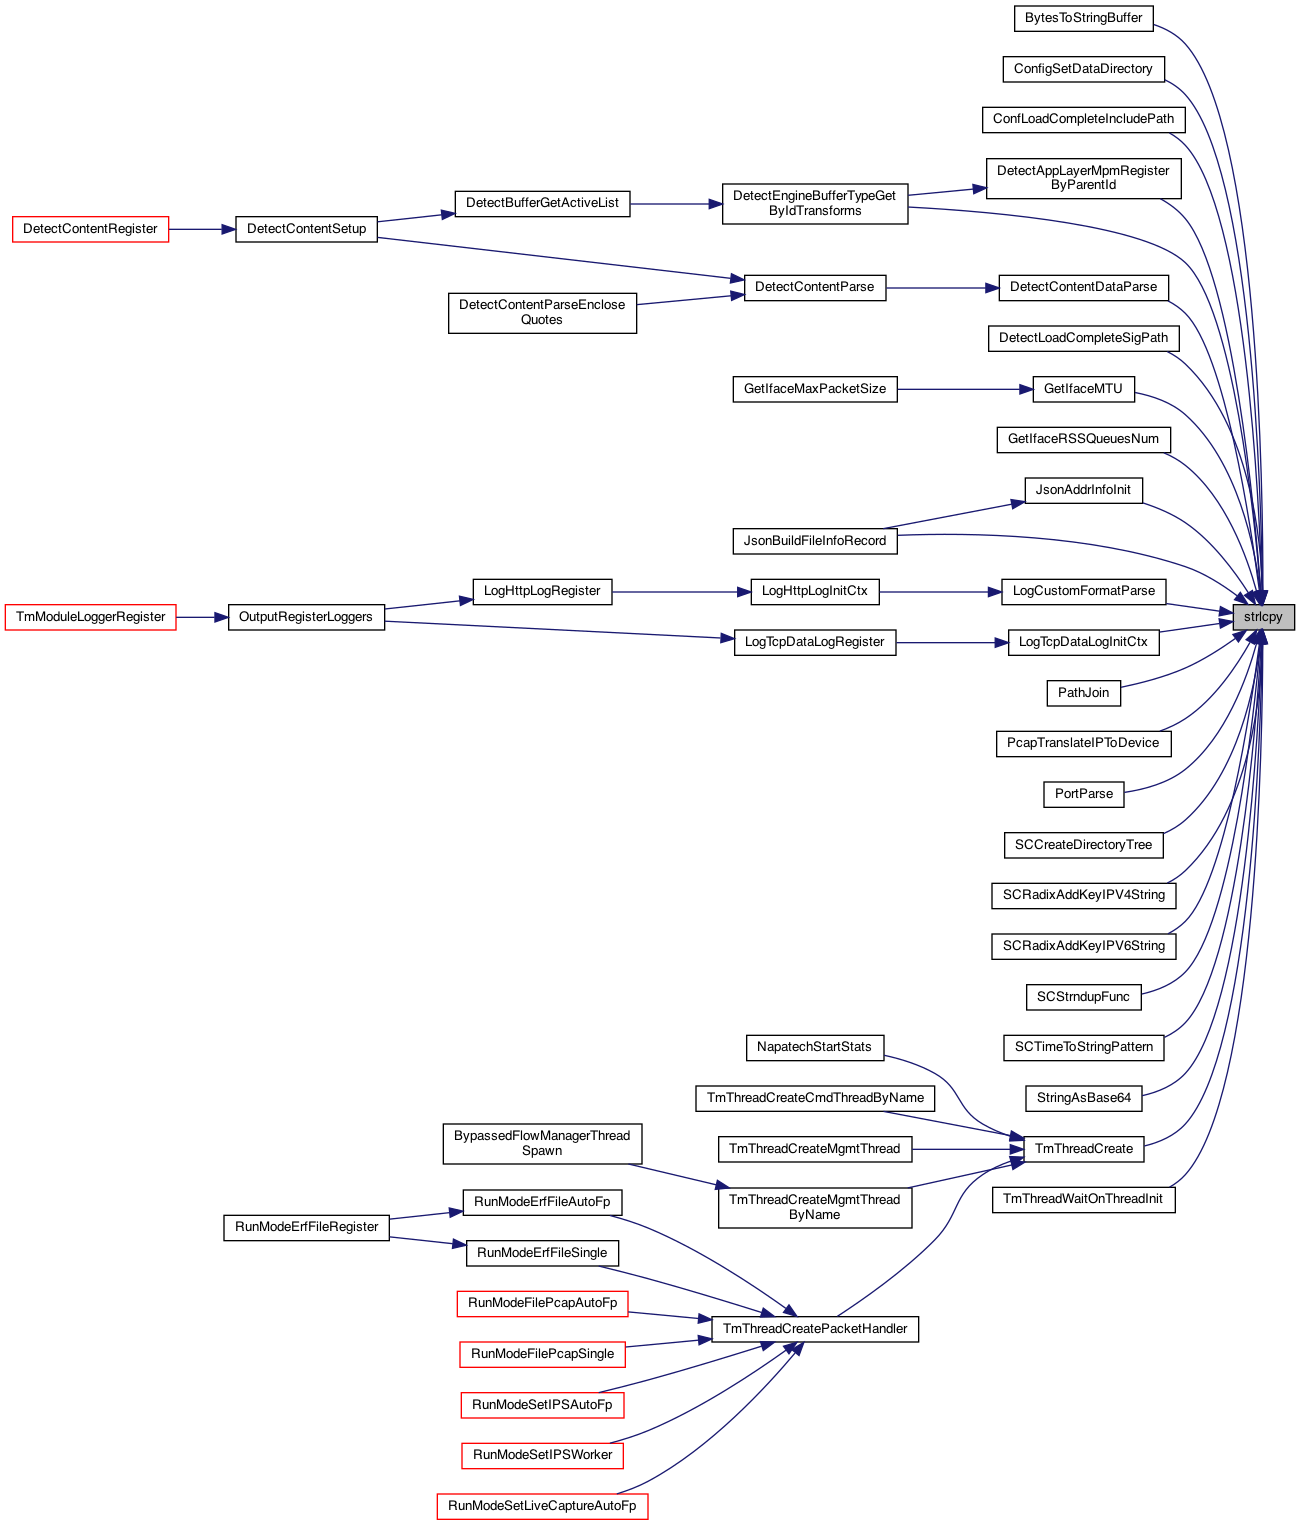 BytesToStringBuffer
ConfigSetDataDirectory
ConfLoadCompleteIncludePath
DetectAppLayerMpmRegister
ByParentId
DetectEngineBufferTypeGet
ByIdTransforms
DetectBufferGetActiveList
DetectContentRegister
DetectContentSetup
DetectContentParse
DetectContentDataParse
DetectContentParseEnclose
Quotes
DetectLoadCompleteSigPath
GetIfaceMaxPacketSize
GetIfaceMTU
GetIfaceRSSQueuesNum
JsonAddrInfoInit
JsonBuildFileInfoRecord
LogHttpLogRegister
LogHttpLogInitCtx
LogCustomFormatParse
TmModuleLoggerRegister
OutputRegisterLoggers
strlcpy
LogTcpDataLogRegister
LogTcpDataLogInitCtx
PathJoin
PcapTranslateIPToDevice
PortParse
SCCreateDirectoryTree
SCRadixAddKeyIPV4String
SCRadixAddKeyIPV6String
SCStrndupFunc
NapatechStartStats
SCTimeToStringPattern
TmThreadCreateCmdThreadByName
StringAsBase64
BypassedFlowManagerThread
Spawn
TmThreadCreateMgmtThread
TmThreadCreate
TmThreadCreateMgmtThread
ByName
TmThreadWaitOnThreadInit
RunModeErfFileAutoFp
RunModeErfFileRegister
RunModeErfFileSingle
RunModeFilePcapAutoFp
TmThreadCreatePacketHandler
RunModeFilePcapSingle
RunModeSetIPSAutoFp
RunModeSetIPSWorker
RunModeSetLiveCaptureAutoFp